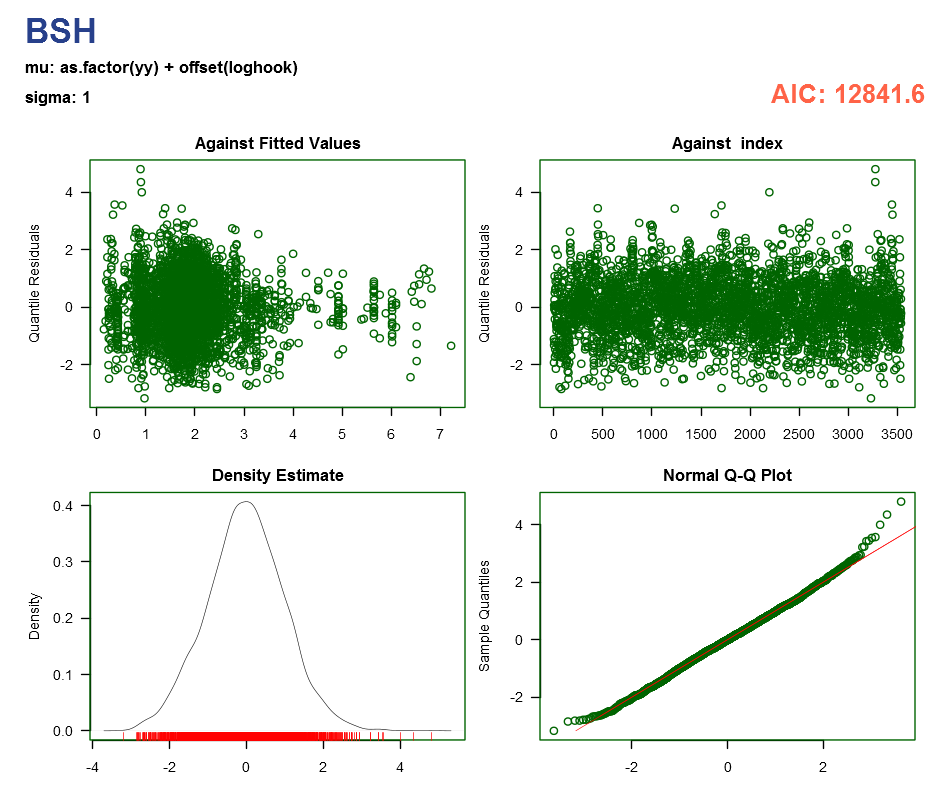 BSH
mu: as.factor(yy) + offset(loghook)
sigma: 1
AIC: 12841.6
Against Fitted Values
Quantile Residuals
4
2
0
-2
0 1 2 3 4 5 6 7
Against index
Quantile Residuals
4
2
0
-2
0 500 1000 1500 2000 2500 3000 3500
Density Estimate
Density
0.4
0.3
0.2
0.1
0.0
-4 -2 0 2 4
Normal Q-Q Plot
Sample Quantiles
4
2
0
-2
-2 0 2